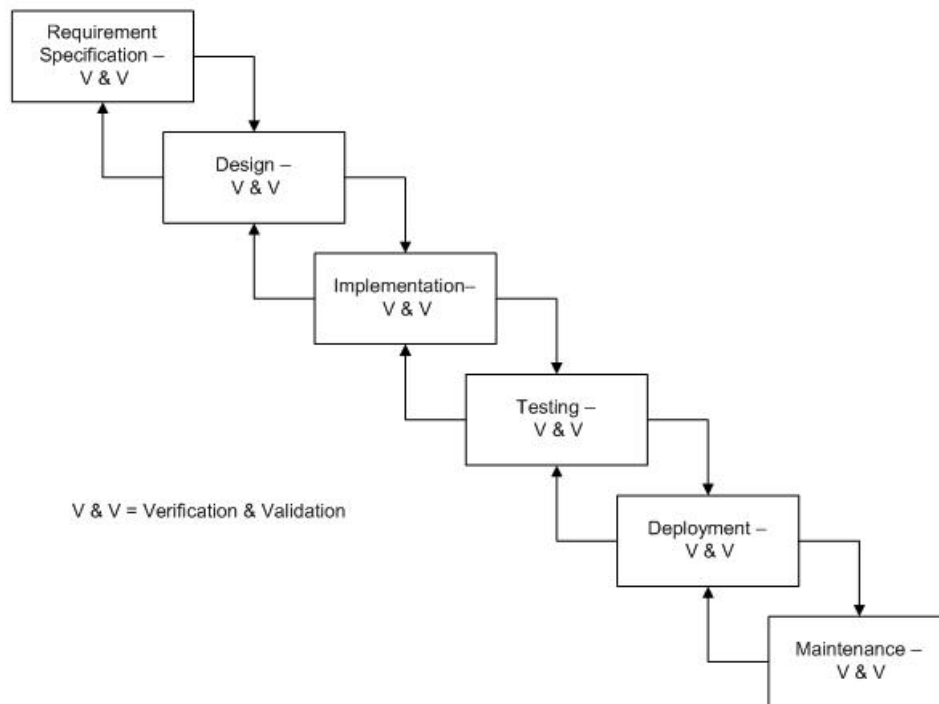 Requirement
Specification –
V & V
Design –
V & V
Implementation–
V & V
Testing –
V & V
V & V = Verification & Validation
Deployment –
V & V
Maintenance –
V & V